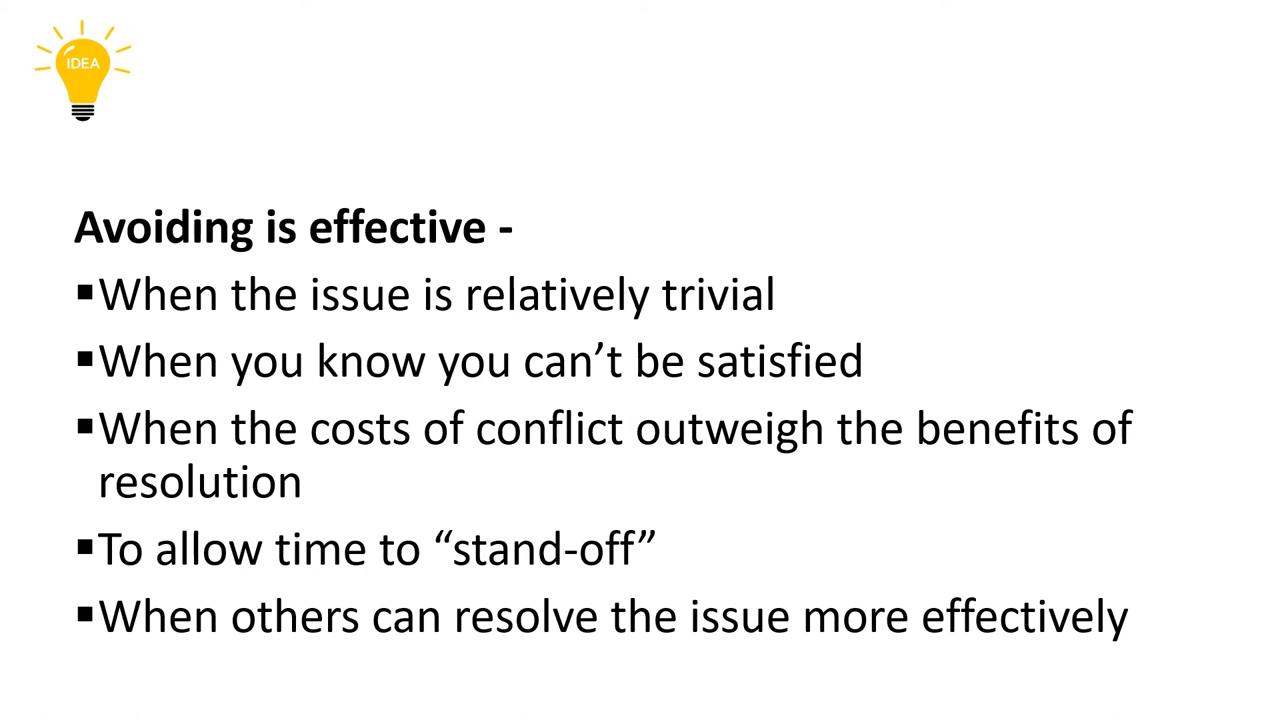 IDEA
Avoiding is effective -
▪When the issue is relatively trivial
▪When you know you can’t be satisfied
▪When the costs of conflict outweigh the benefits of
resolution
▪To allow time to “stand-off”
▪When others can resolve the issue more effectively